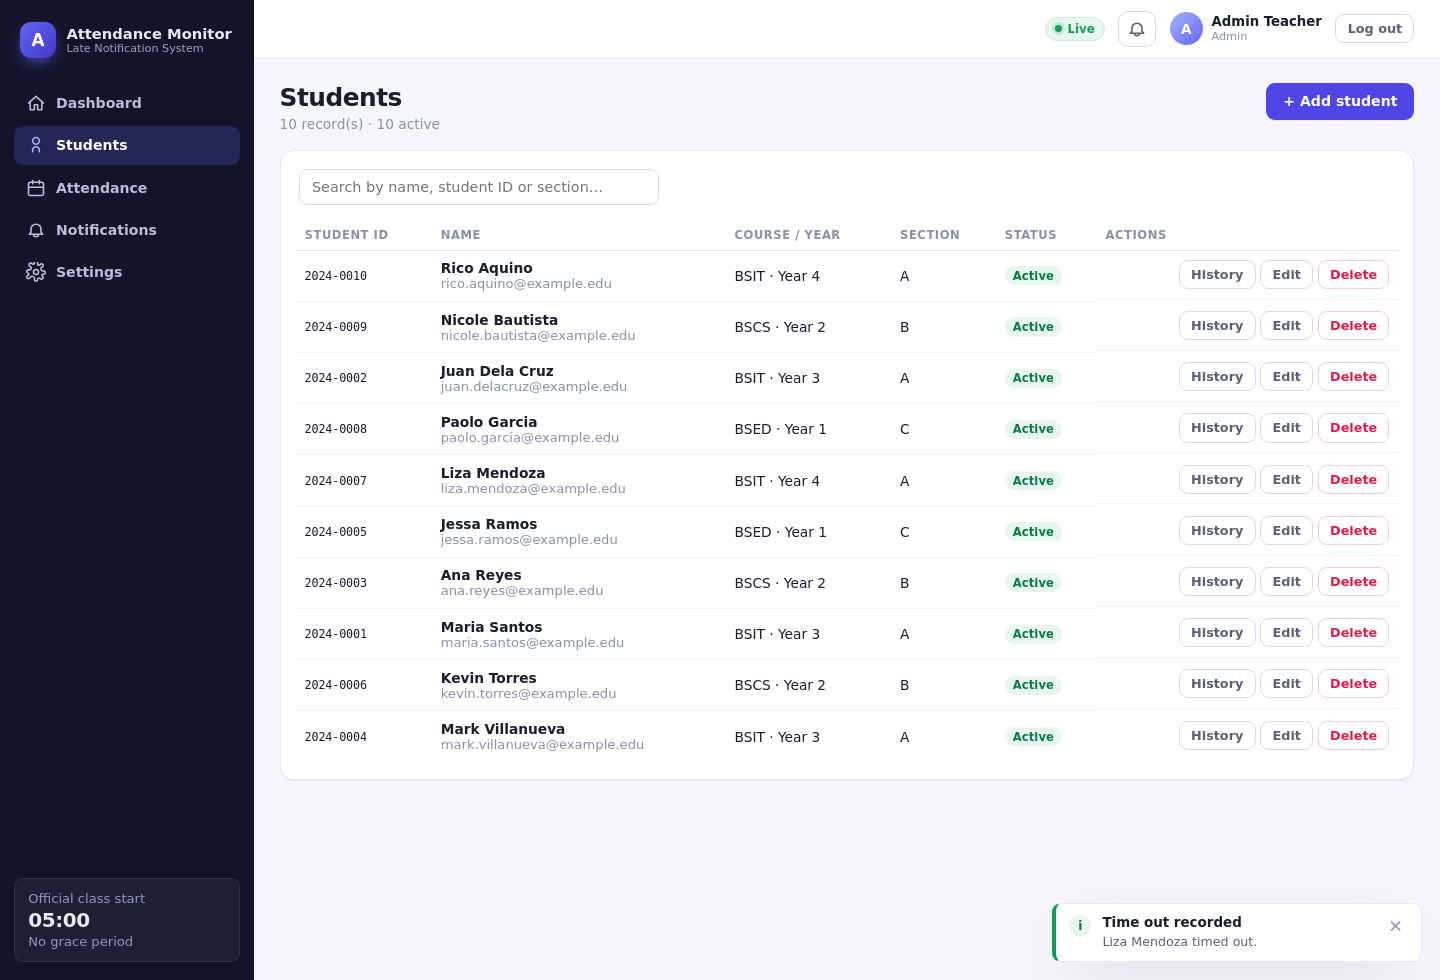 A
Attendance Monitor
Late Notification System
Dashboard
Students
Attendance
Notifications
Settings
Official class start
05:00
No grace period
Live
A
Admin Teacher
Admin
Log out
Students
10 record(s) · 10 active
+ Add student
Search by name, student ID or section...
STUDENT ID NAME COURSE / YEAR SECTION STATUS ACTIONS
2024-0010 Rico Aquino BSIT · Year 4 A Active History Edit Delete
rico.aquino@example.edu
2024-0009 Nicole Bautista BSCS · Year 2 B Active History Edit Delete
nicole.bautista@example.edu
2024-0002 Juan Dela Cruz BSIT · Year 3 A Active History Edit Delete
juan.delacruz@example.edu
2024-0008 Paolo Garcia BSED · Year 1 C Active History Edit Delete
paolo.garcia@example.edu
2024-0007 Liza Mendoza BSIT · Year 4 A Active History Edit Delete
liza.mendoza@example.edu
2024-0005 Jessa Ramos BSED · Year 1 C Active History Edit Delete
jessa.ramos@example.edu
2024-0003 Ana Reyes BSCS · Year 2 B Active History Edit Delete
ana.reyes@example.edu
2024-0001 Maria Santos BSIT · Year 3 A Active History Edit Delete
maria.santos@example.edu
2024-0006 Kevin Torres BSCS · Year 2 B Active History Edit Delete
kevin.torres@example.edu
2024-0004 Mark Villanueva BSIT · Year 3 A Active History Edit Delete
mark.villanueva@example.edu
i
Time out recorded
Liza Mendoza timed out.